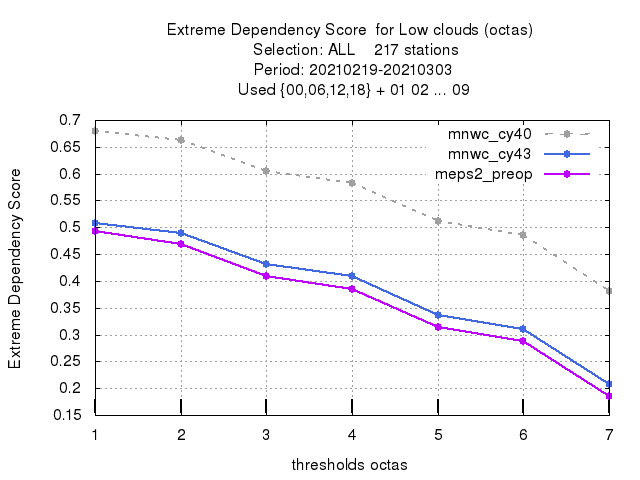 Extreme Dependency Score  for Low clouds (octas)
Selection: ALL    217 stations
Period: 20210219-20210303
Used {00,06,12,18} + 01 02 ... 09
mnwc_cy40
mnwc_cy43
meps2_preop
Extreme Dependency Score
0.7
0.65
0.6
0.55
0.5
0.45
0.4
0.35
0.3
0.25
0.2
0.15
1 2 3 4 5 6 7
thresholds octas